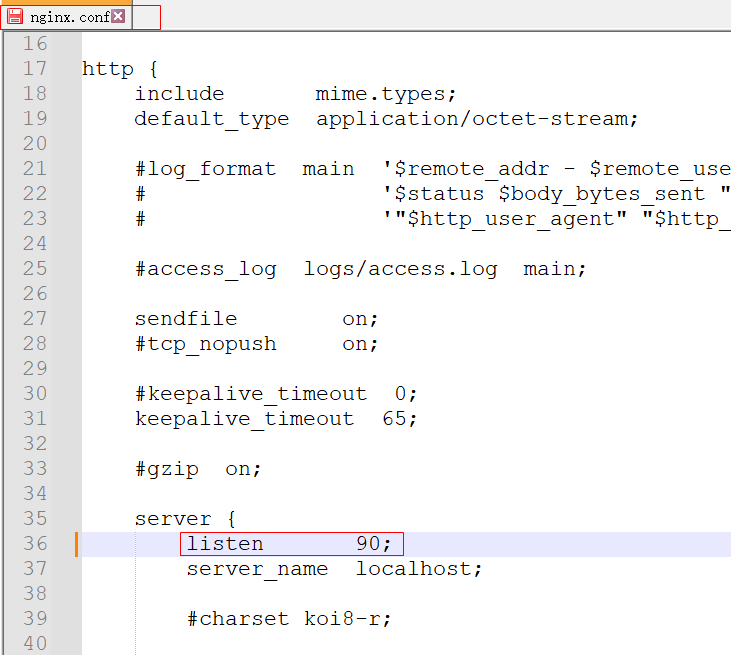 nginx.conf
16
17 http {
18     include       mime.types;
19     default_type  application/octet-stream;
20
21     #log_format  main  '$remote_addr - $remote_use
22     #                  '$status $body_bytes_sent "
23     #                  '"$http_user_agent" "$http_
24
25     #access_log  logs/access.log  main;
26
27     sendfile        on;
28     #tcp_nopush     on;
29
30     #keepalive_timeout  0;
31     keepalive_timeout  65;
32
33     #gzip  on;
34
35     server {
36         listen       90;
37         server_name  localhost;
38
39         #charset koi8-r;
40